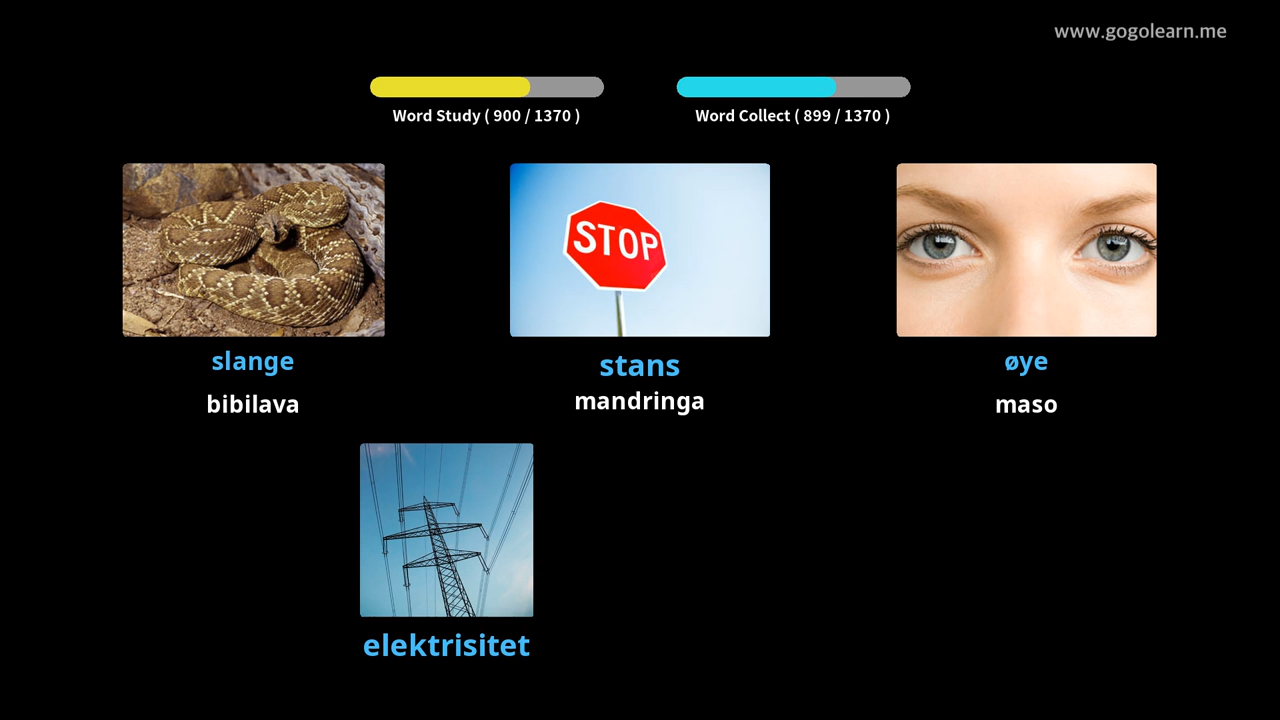 www.gogolearn.me
Word Study ( 900 / 1370 )
Word Collect ( 899 / 1370 )
STOP
slange
stans
øye
bibilava
mandringa
maso
elektrisitet